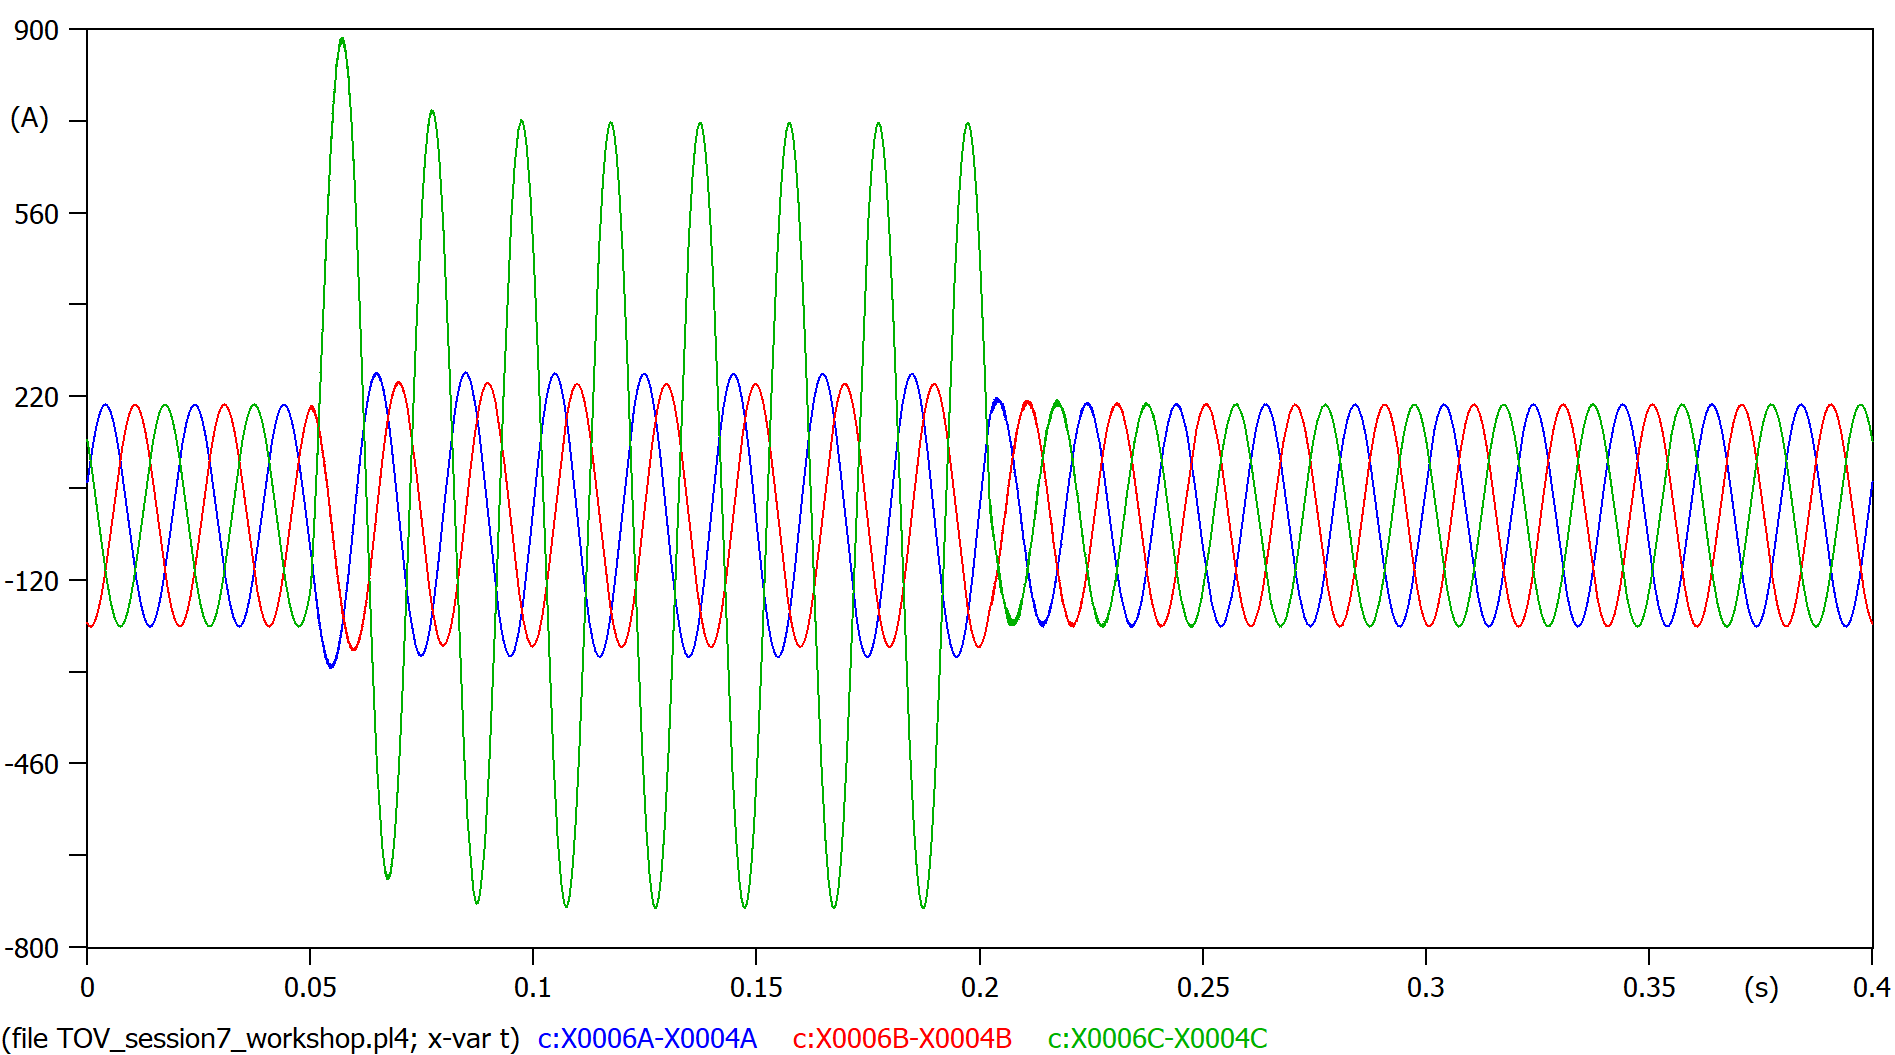 900
(A)
560
220
-120
-460
-800
0 0.05 0.1 0.15 0.2 0.25 0.3 0.35 (s) 0.4
(file TOV_session7_workshop.pl4; x-var t) c:X0006A-X0004A c:X0006B-X0004B c:X0006C-X0004C